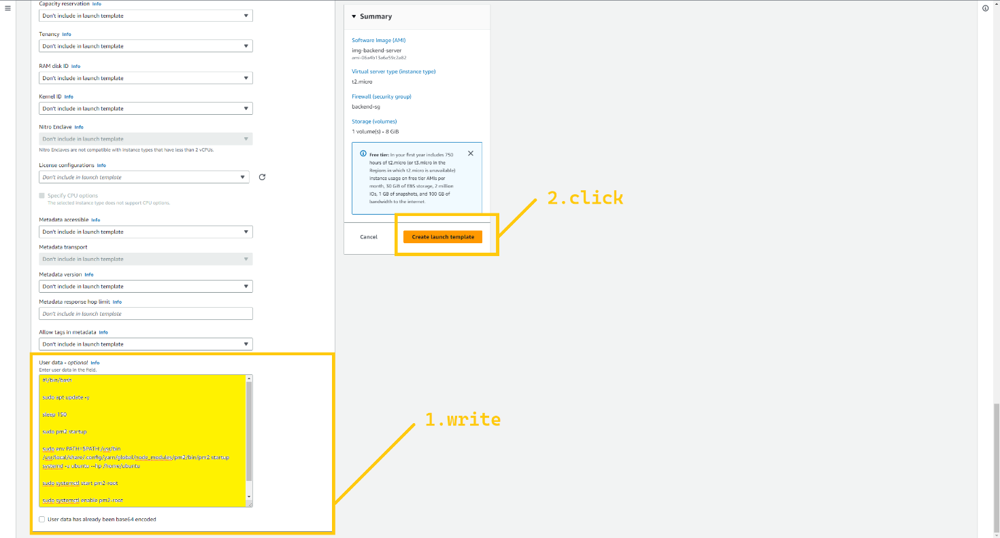 Capacity reservation Info
Don't include in launch template
Tenancy Info
Don't include in launch template
RAM disk ID Info
Don't include in launch template
Kernel ID Info
Don't include in launch template
Nitro Enclave Info
Don't include in launch template
Nitro Enclaves are not compatible with instance types that have less than 2 vCPUs.
License configurations Info
Don't include in launch template
Specify CPU options
The selected instance type does not support CPU options.
Metadata accessible Info
Don't include in launch template
Metadata transport
Don't include in launch template
Metadata version Info
Don't include in launch template
Metadata response hop limit Info
Don't include in launch template
Allow tags in metadata Info
Don't include in launch template
User data - optional Info
Enter user data in the field.
#!/bin/bash
sudo apt update -y
sleep 150
sudo pm2 startup
sudo env PATH=$PATH:/usr/bin
/usr/local/share/.config/yarn/global/node_modules/pm2/bin/pm2 startup
systemd -u ubuntu --hp /home/ubuntu
sudo systemctl start pm2-root
sudo systemctl enable pm2-root
User data has already been base64 encoded
Summary
Software Image (AMI)
img-backend-server
ami-06a4b13a6a59c2a82
Virtual server type (instance type)
t2.micro
Firewall (security group)
backend-sg
Storage (volumes)
1 volume(s) - 8 GiB
Free tier: In your first year includes 750
hours of t2.micro (or t3.micro in the
Regions in which t2.micro is unavailable)
instance usage on free tier AMIs per
month, 30 GiB of EBS storage, 2 million
IOs, 1 GB of snapshots, and 100 GB of
bandwidth to the internet.
Cancel
Create launch template
2.click
1.write